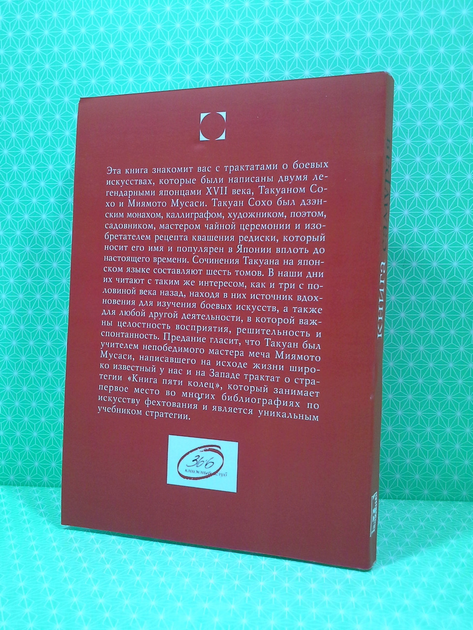 Эта книга знакомит вас с трактатами о боевых
искусствах, которые были написаны двумя ле-
гендарными японцами XVII века, Такуаном Со-
хо и Миямото Мусаси. Такуан Сохо был дзэн-
ским монахом, каллиграфом, художником, поэтом,
садовником, мастером чайной церемонии и изо-
бретателем рецепта квашения редиски, который
носит его имя и популярен в Японии вплоть до
настоящего времени. Сочинения Такуана на япон-
ском языке составляют шесть томов. В наши дни
их читают с таким же интересом, как и три с по-
ловиной века назад, находя в них источник вдох-
новения для изучения боевых искусств, а также
для любой другой деятельности, в которой важ-
ны целостность восприятия, решительность и
спонтанность. Предание гласит, что Такуан был
учителем непобедимого мастера меча Миямото
Мусаси, написавшего на исходе жизни широ-
ко известный у нас и на Западе трактат о стра-
тегии «Книга пяти колец», который занимает
первое место во многих библиографиях по
искусству фехтования и является уникальным
учебником стратегии.
366
КНИГА